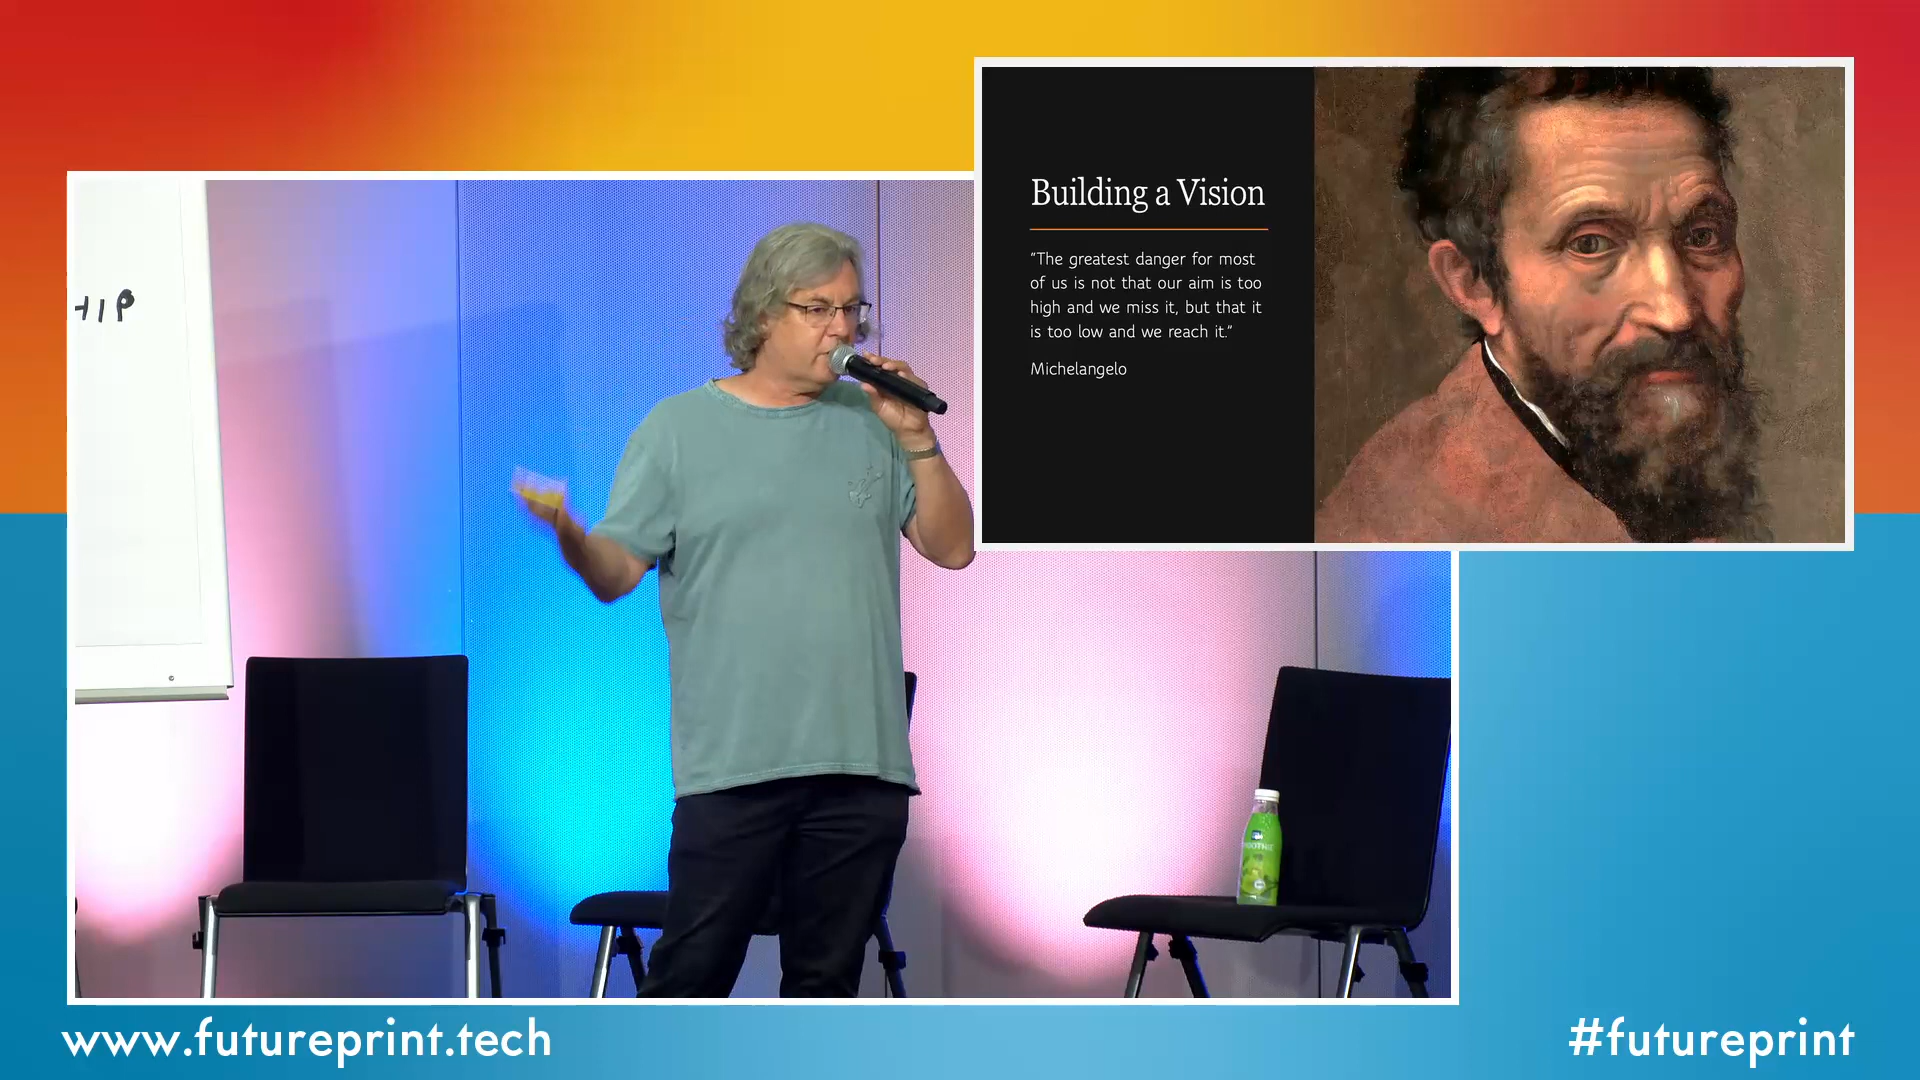 Building a Vision
"The greatest danger for most
of us is not that our aim is too
high and we miss it, but that it
is too low and we reach it."
Michelangelo
HIP
www.futureprint.tech
#futureprint